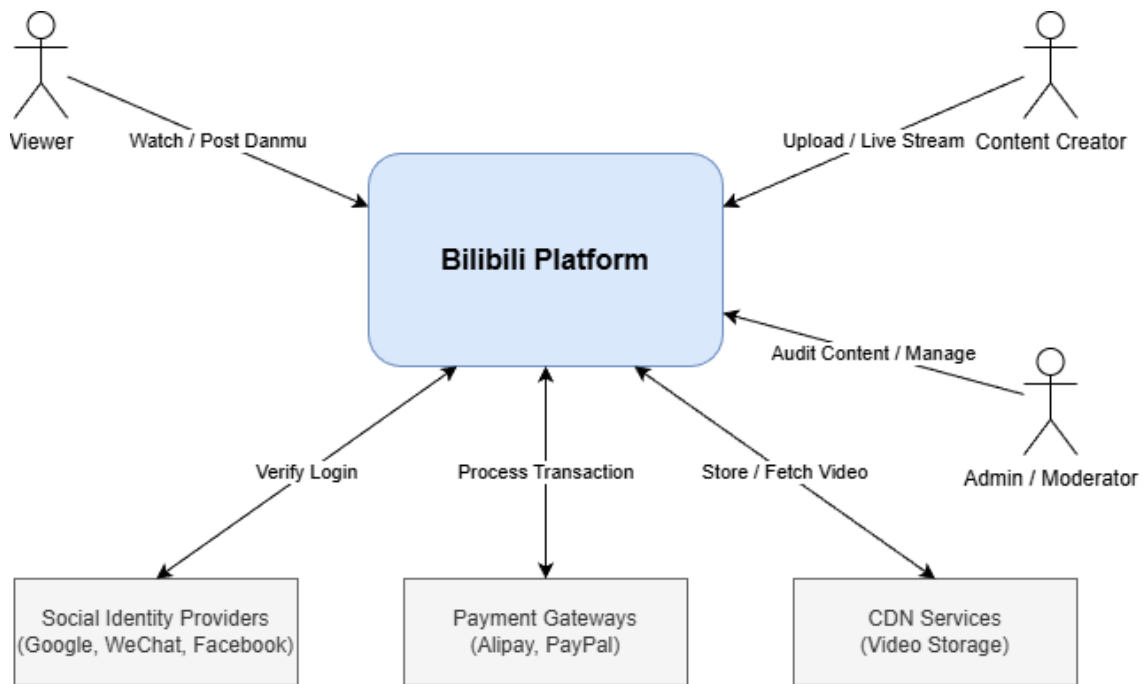 Viewer
Watch / Post Danmu
Upload / Live Stream
Content Creator
Bilibili Platform
Audit Content / Manage
Admin / Moderator
Verify Login
Process Transaction
Store / Fetch Video
Social Identity Providers
(Google, WeChat, Facebook)
Payment Gateways
(Alipay, PayPal)
CDN Services
(Video Storage)